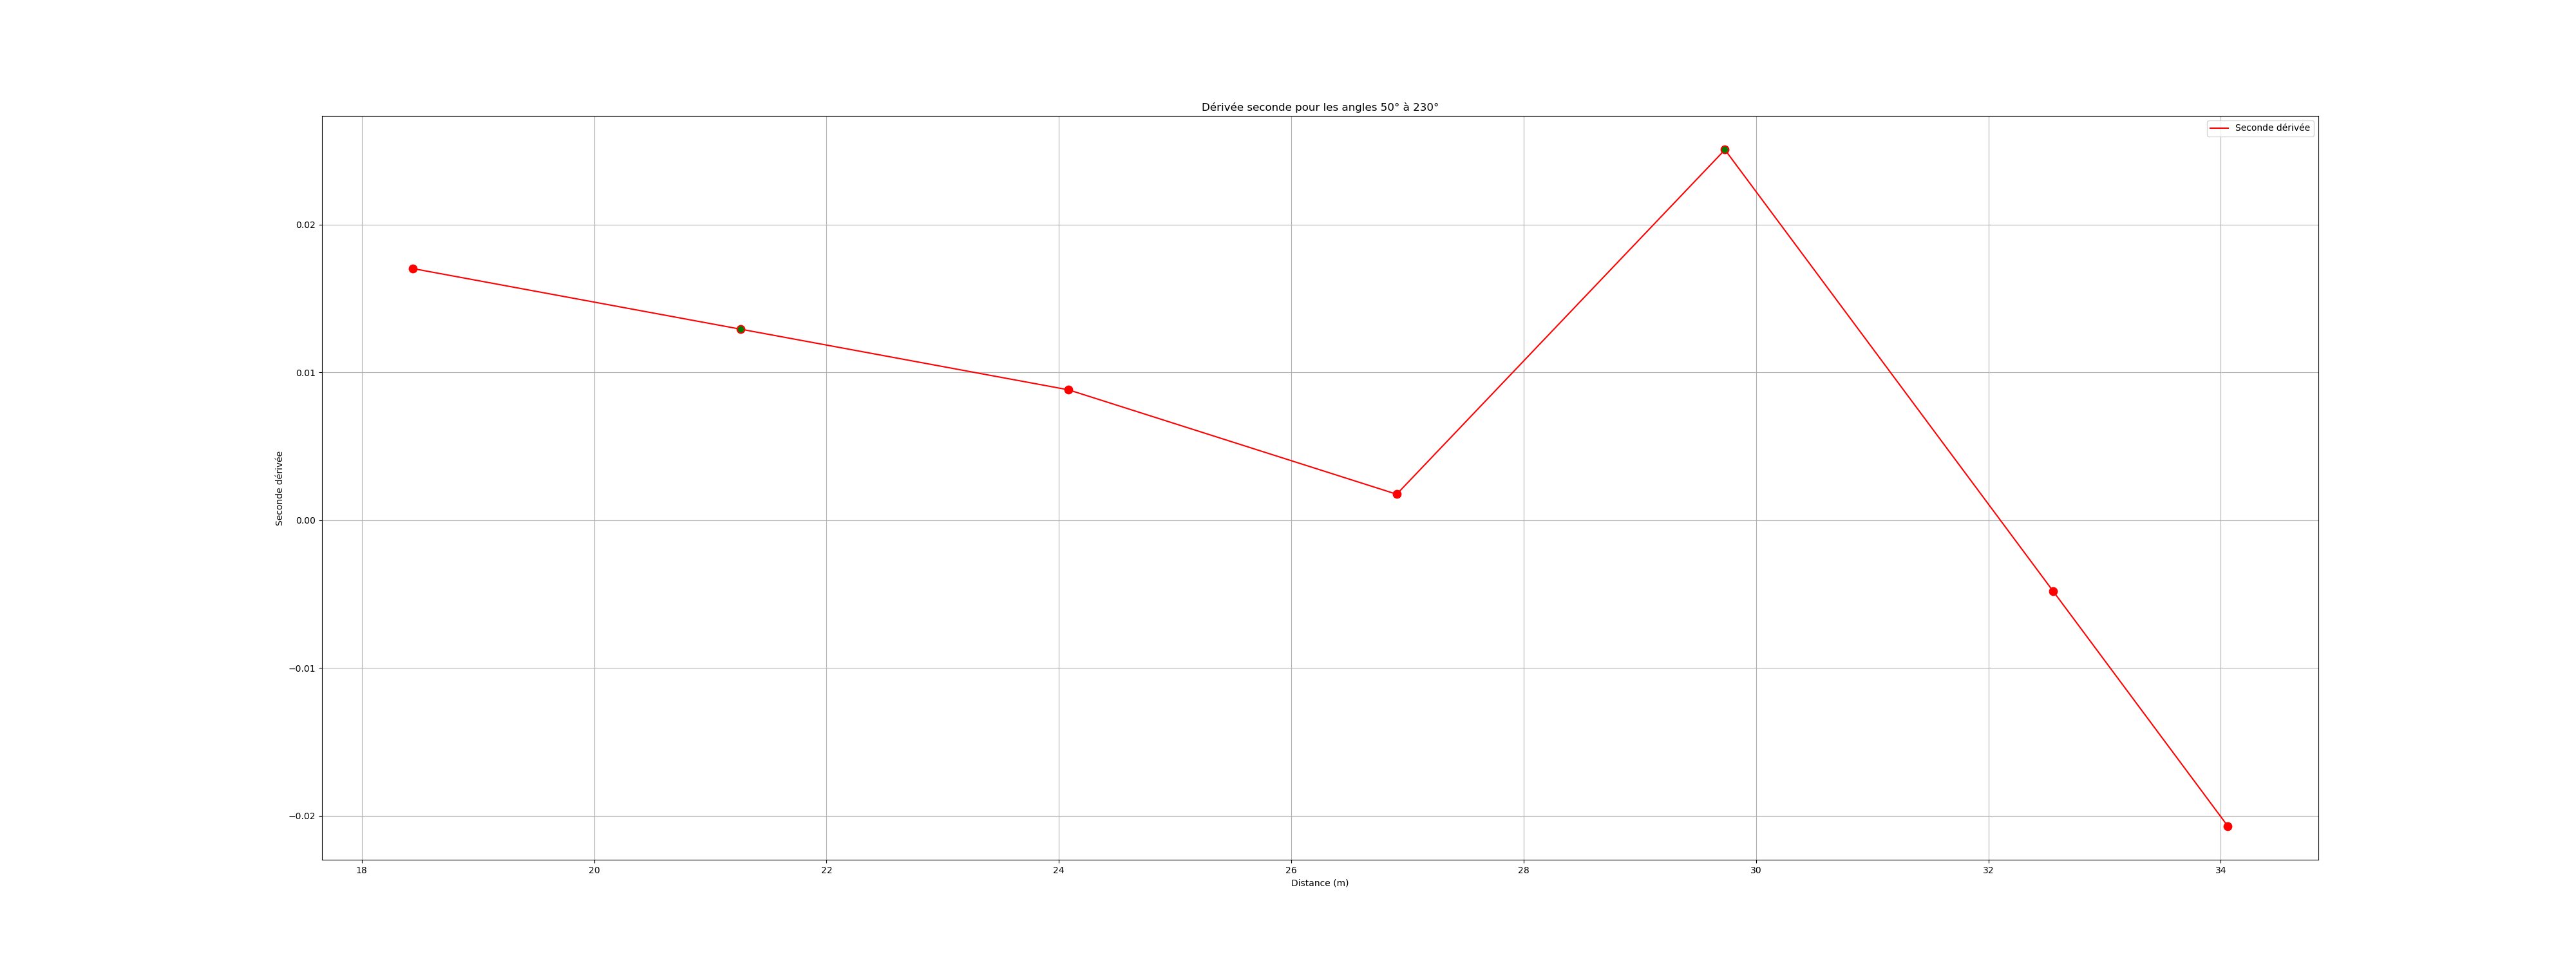 Dérivée seconde pour les angles 50° à 230°
Seconde dérivée
0.02
0.01
0.00
−0.01
−0.02
Seconde dérivée
18 20 22 24 26 28 30 32 34
Distance (m)